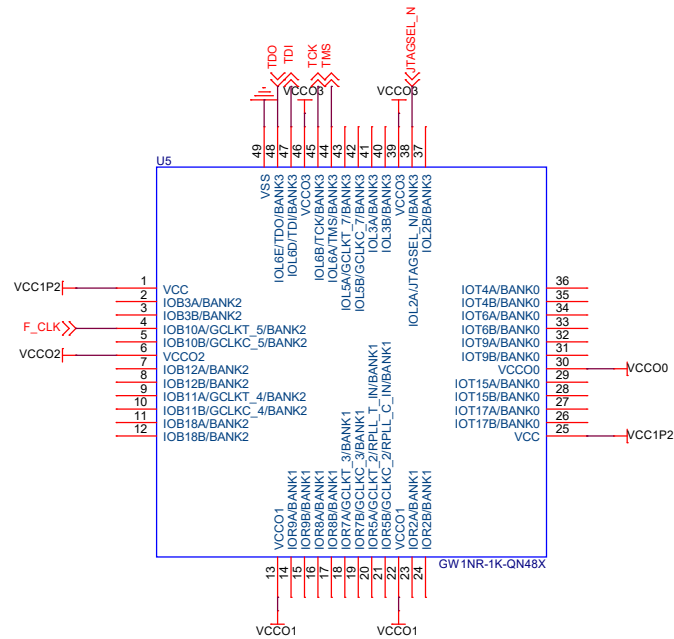 TDO
TDI
TCK
TMS
JTAGSEL_N
VCCO3
VCCO3
49
48
47
46
45
44
43
42
41
40
39
38
37
U5
VSS
IOL6E/TDO/BANK3
IOL6D/TDI/BANK3
VCCO3
IOL6B/TCK/BANK3
IOL6A/TMS/BANK3
IOL5A/GCLKT_7/BANK3
IOL5B/GCLKC_7/BANK3
IOL3A/BANK3
IOL3B/BANK3
VCCO3
IOL2A/JTAGSEL_N/BANK3
IOL2B/BANK3
VCC1P2
F_CLK
VCCO2
1 VCC
2 IOB3A/BANK2
3 IOB3B/BANK2
4 IOB10A/GCLKT_5/BANK2
5 IOB10B/GCLKC_5/BANK2
6 VCCO2
7 IOB12A/BANK2
8 IOB12B/BANK2
9 IOB11A/GCLKT_4/BANK2
10 IOB11B/GCLKC_4/BANK2
11 IOB18A/BANK2
12 IOB18B/BANK2
IOT4A/BANK0 36
IOT4B/BANK0 35
IOT6A/BANK0 34
IOT6B/BANK0 33
IOT9A/BANK0 32
IOT9B/BANK0 31
VCCO0 30 VCCO0
IOT15A/BANK0 29
IOT15B/BANK0 28
IOT17A/BANK0 27
IOT17B/BANK0 26
VCC 25 VCC1P2
VCCO1
IOR9A/BANK1
IOR9B/BANK1
IOR8A/BANK1
IOR8B/BANK1
IOR7A/GCLKT_3/BANK1
IOR7B/GCLKC_3/BANK1
IOR5A/GCLKT_2/RPLL_T_IN/BANK1
IOR5B/GCLKC_2/RPLL_C_IN/BANK1
VCCO1
IOR2A/BANK1
IOR2B/BANK1
GW1NR-1K-QN48X
13
14
15
16
17
18
19
20
21
22
23
24
VCCO1
VCCO1